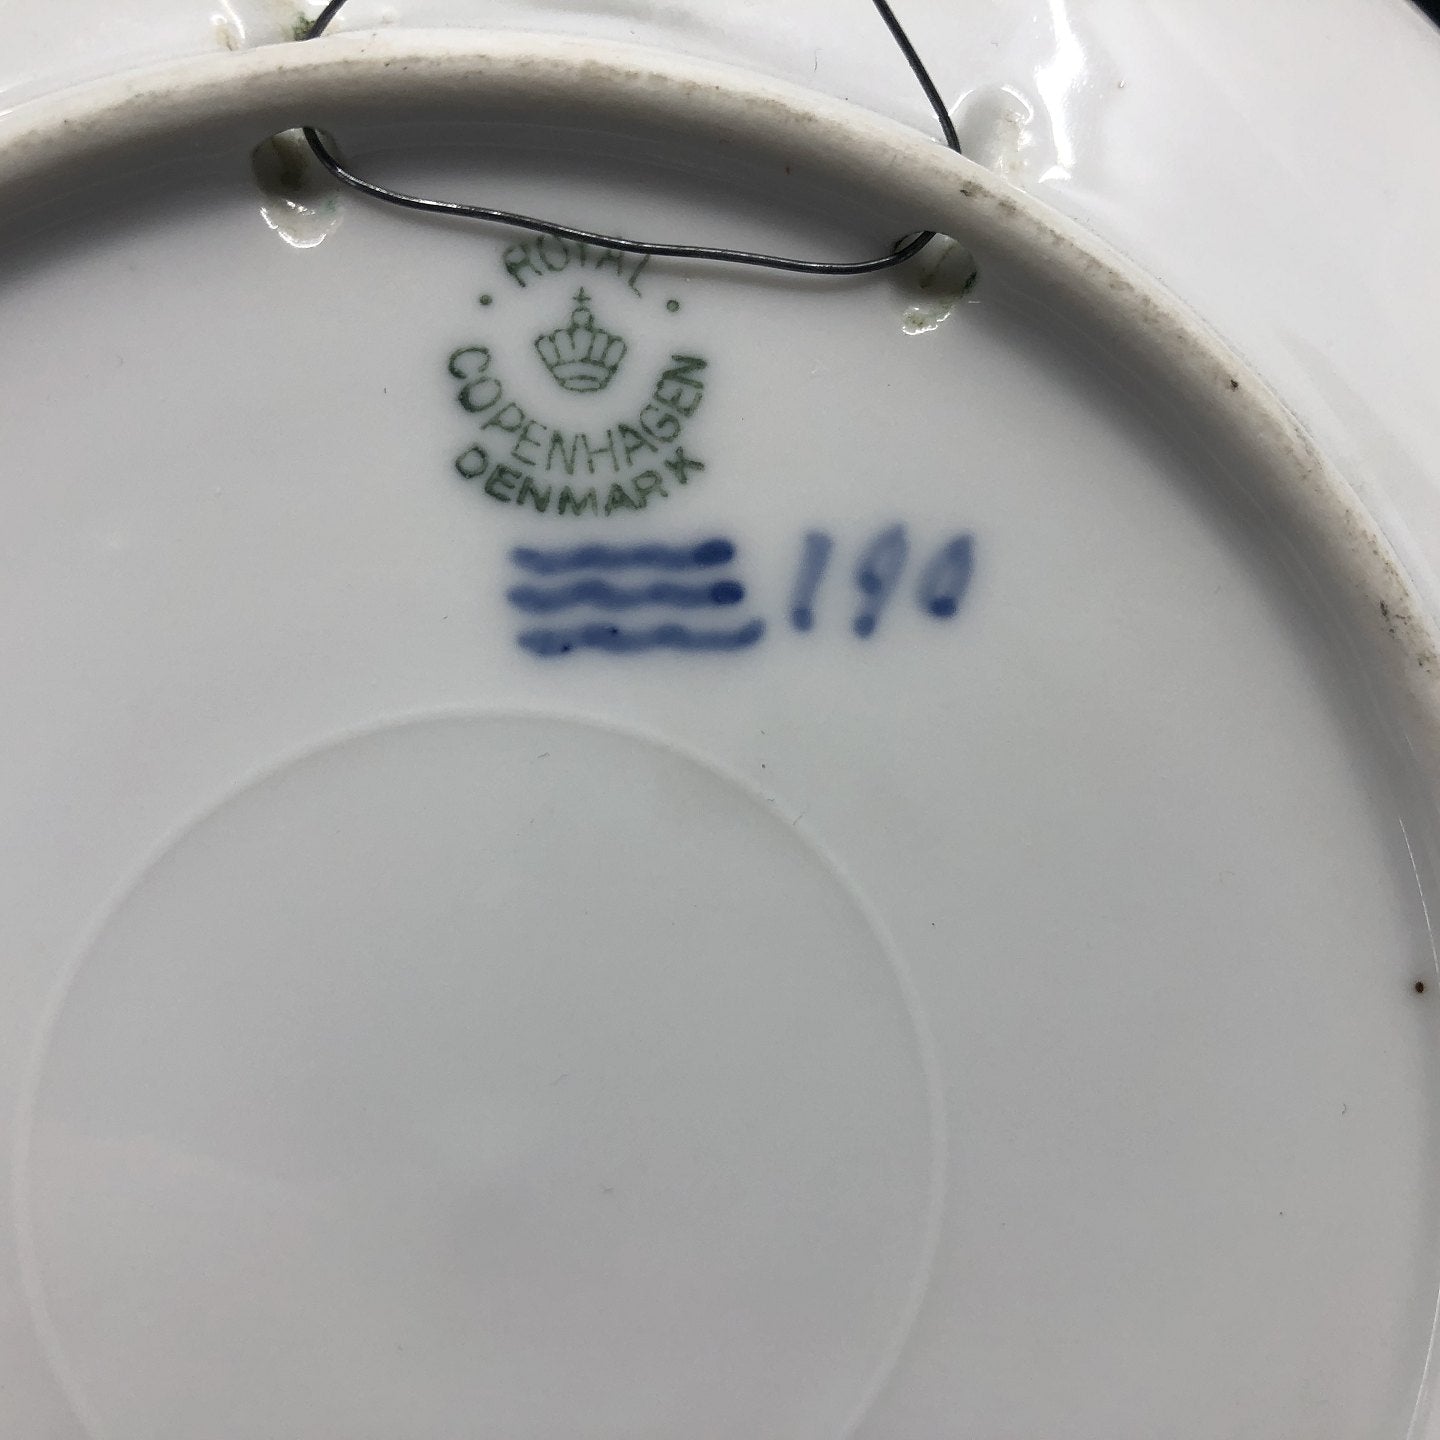 ROYAL
COPENHAGEN
DENMARK
190